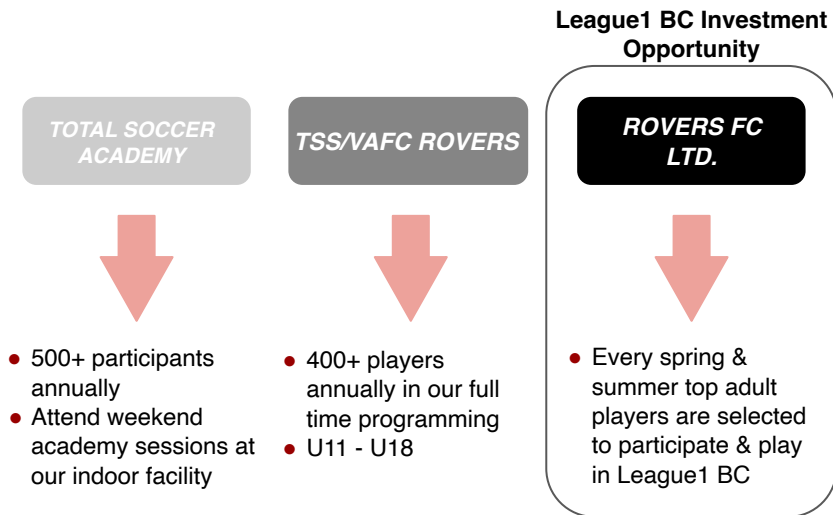 League1 BC Investment
Opportunity
TOTAL SOCCER
ACADEMY
TSS/VAFC ROVERS
ROVERS FC
LTD.
● 500+ participants
annually
● Attend weekend
academy sessions at
our indoor facility
● 400+ players
annually in our full
time programming
● U11 - U18
● Every spring &
summer top adult
players are selected
to participate & play
in League1 BC